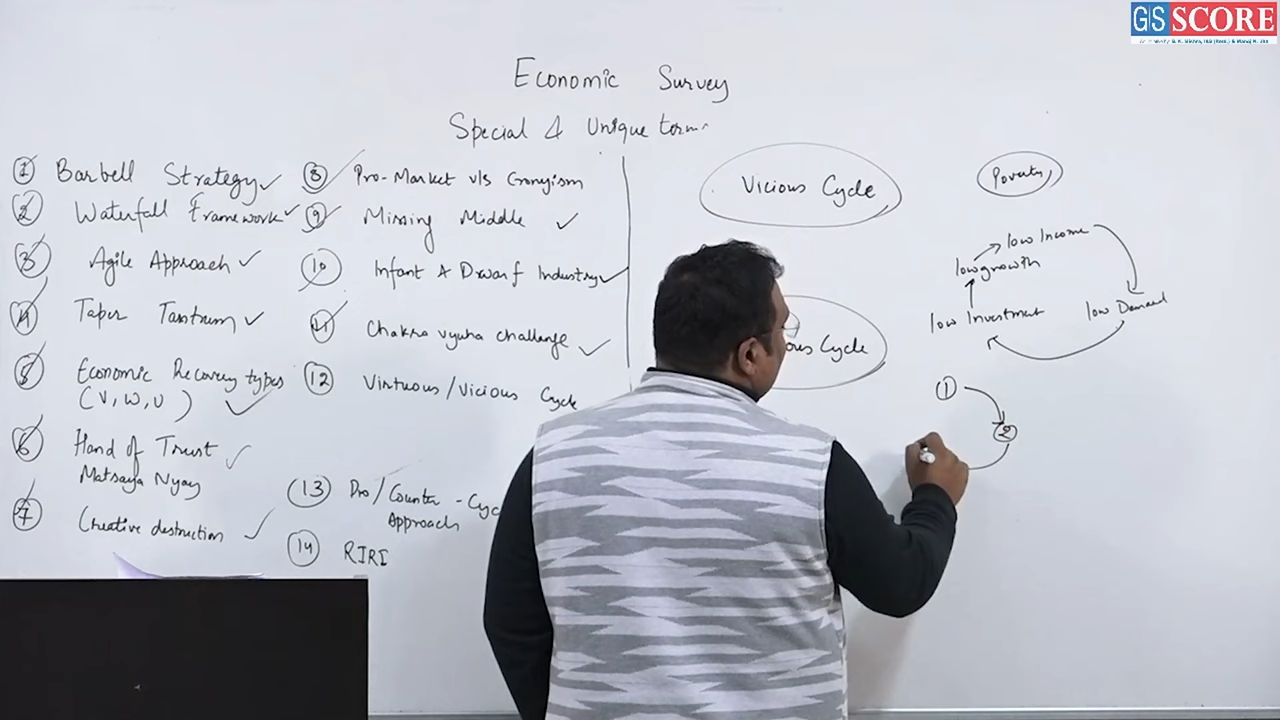 GS SCORE
Economic Survey
Special & Unique terms
1 Barbell Strategy
2 Waterfall Framework
3 Agile Approach
4 Taper Tantrum
5 Economic Recovery types
(V, W, U)
6 Hand of Trust
Matsaya Nyay
7 Creative destruction
8 Pro-Market v/s Cronyism
9 Missing Middle
10 Infant & Dwarf Industry
11 Chakra vyuha challenge
12 Virtuous/Vicious Cycle
13 Pro/Counter-Cyc
Approach
14 RIRI
Vicious Cycle
ous Cycle
Poverty
low Income
low growth
low Investment
low Demand
1
2